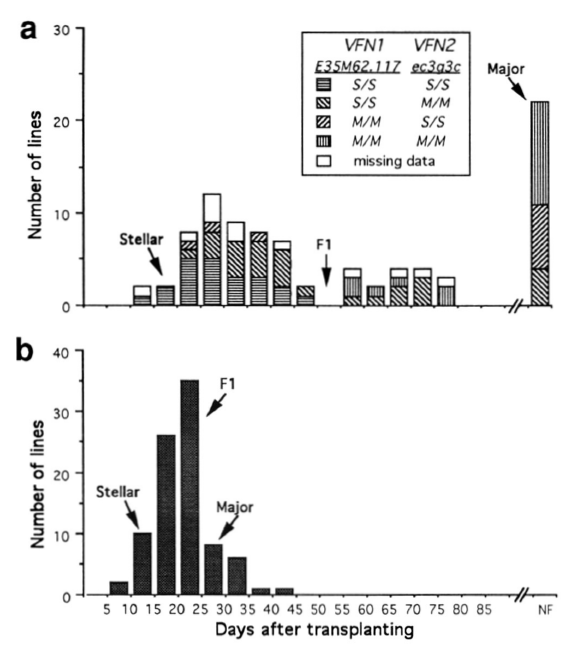 a
30
20
10
0
Number of lines
VFN1 VFN2
E35M62.117 ec3g3c
S/S S/S
S/S M/M
M/M S/S
M/M M/M
missing data
Major
Stellar
F1
//
b
40
30
20
10
0
Number of lines
F1
Stellar
Major
//
5 10 15 20 25 30 35 40 45 50 55 60 65 70 75 80 85 NF
Days after transplanting